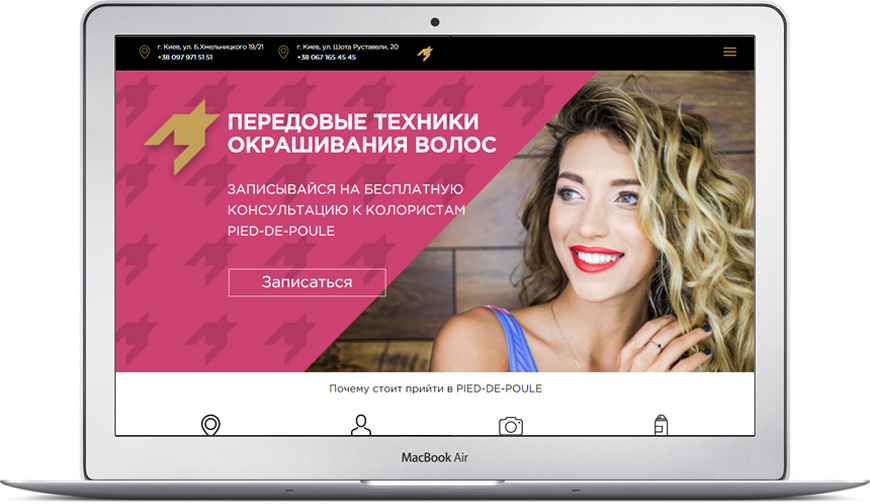 г. Киев, ул. Б.Хмельницкого 19/21
+38 097 971 51 51
г. Киев, ул. Шота Руставели, 20
+38 067 165 45 45
ПЕРЕДОВЫЕ ТЕХНИКИ
ОКРАШИВАНИЯ ВОЛОС
ЗАПИСЫВАЙСЯ НА БЕСПЛАТНУЮ
КОНСУЛЬТАЦИЮ К КОЛОРИСТАМ
PIED-DE-POULE
Записаться
Почему стоит прийти в PIED-DE-POULE
MacBook Air